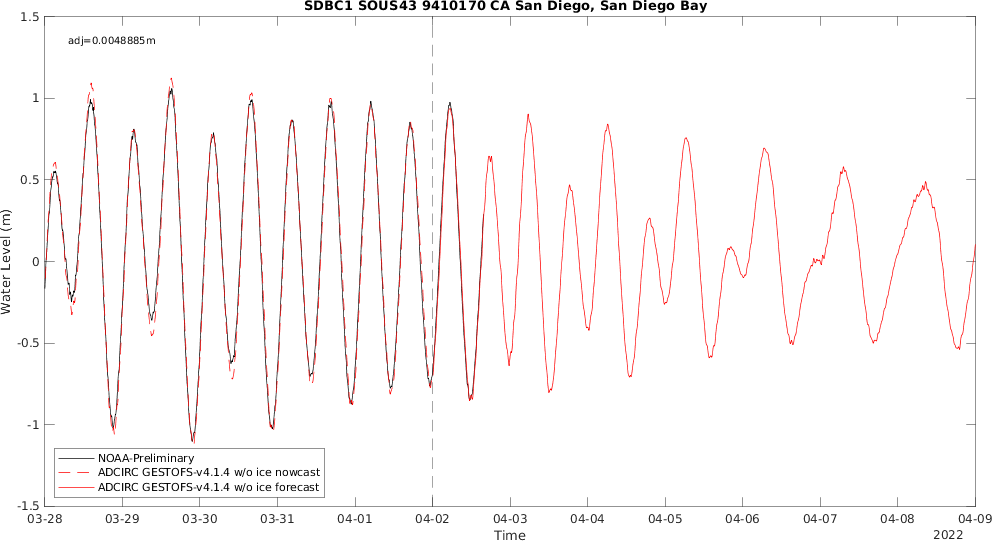 SDBC1 SOUS43 9410170 CA San Diego, San Diego Bay
adj=0.0048885m
Water Level (m)
1.5
1
0.5
0
-0.5
-1
-1.5
NOAA-Preliminary
ADCIRC GESTOFS-v4.1.4 w/o ice nowcast
ADCIRC GESTOFS-v4.1.4 w/o ice forecast
03-28 03-29 03-30 03-31 04-01 04-02 04-03 04-04 04-05 04-06 04-07 04-08 04-09
Time
2022